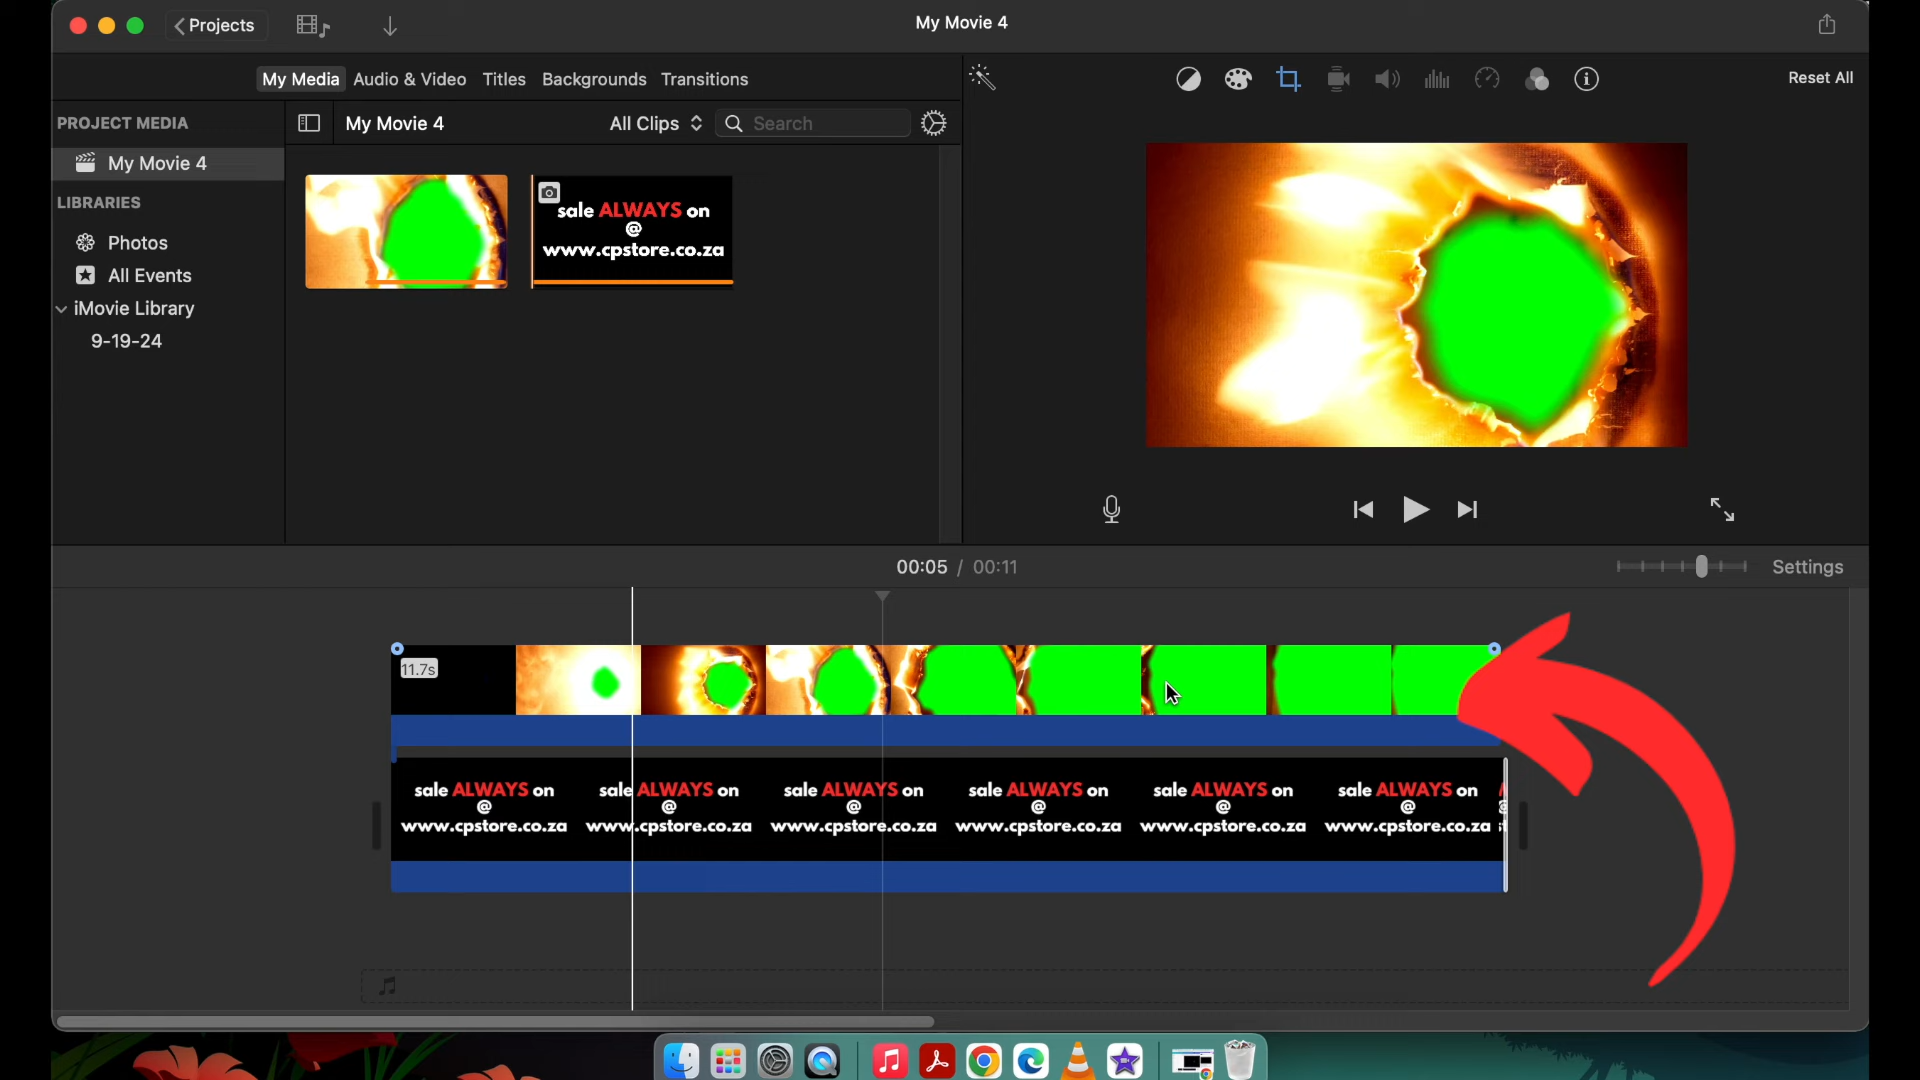 Projects
My Movie 4
My Media Audio & Video Titles Backgrounds Transitions
Reset All
PROJECT MEDIA
My Movie 4
All Clips
Search
My Movie 4
LIBRARIES
Photos
All Events
iMovie Library
9-19-24
sale ALWAYS on
@
www.cpstore.co.za
00:05 / 00:11
Settings
11.7s
sale ALWAYS on sale ALWAYS on sale ALWAYS on sale ALWAYS on sale ALWAYS on sale ALWAYS on
@ @ @ @ @ @
www.cpstore.co.za www.cpstore.co.za www.cpstore.co.za www.cpstore.co.za www.cpstore.co.za www.cpstore.co.za